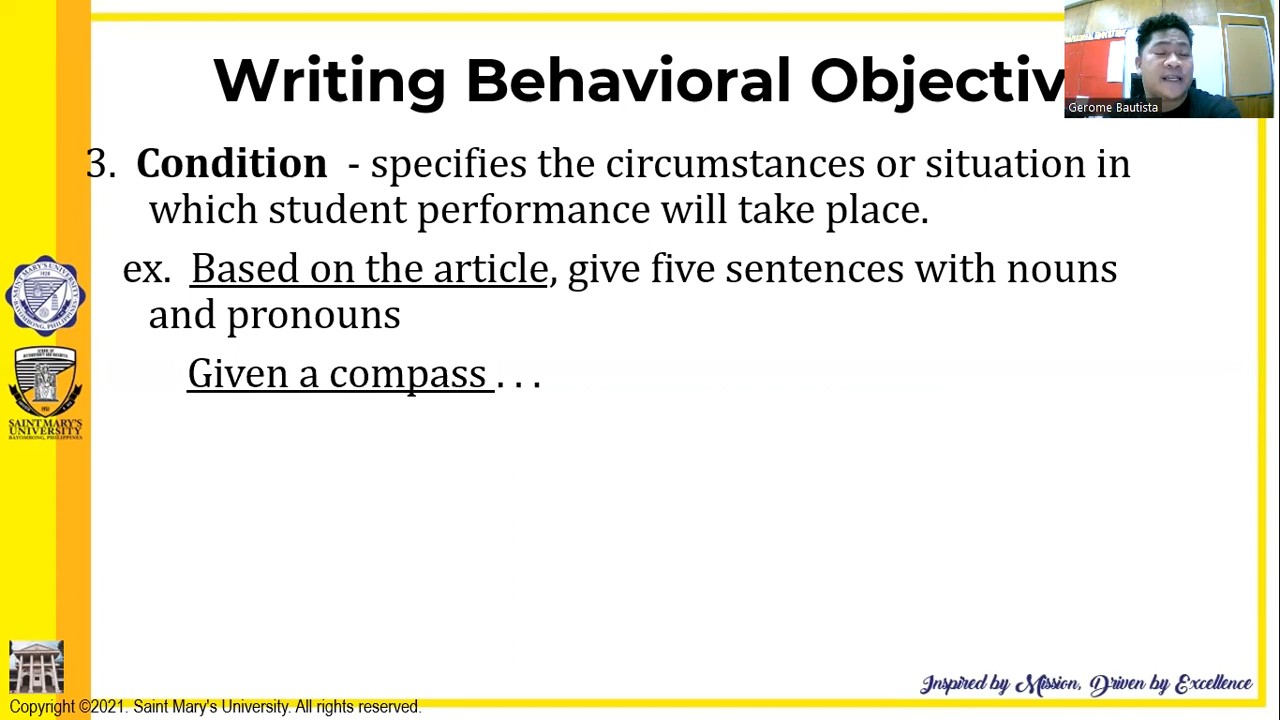 Writing Behavioral Objectiv
Gerome Bautista
3. Condition - specifies the circumstances or situation in
which student performance will take place.
ex. Based on the article, give five sentences with nouns
and pronouns
Given a compass . . .
SAINT MARY'S
UNIVERSITY
BAYOMBONG, PHILIPPINES
Inspired by Mission, Driven by Excellence
Copyright ©2021. Saint Mary's University. All rights reserved.